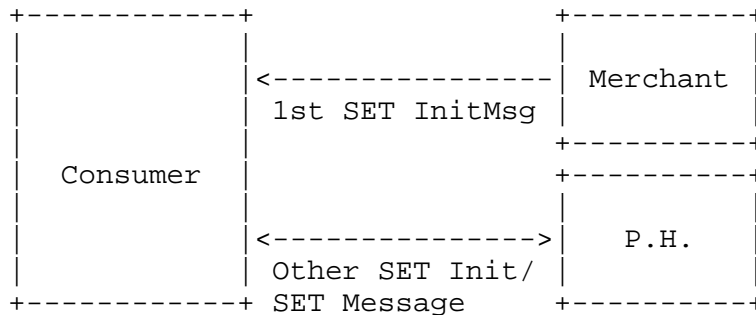 Merchant
1st SET InitMsg
Consumer
P.H.
Other SET Init/
SET Message